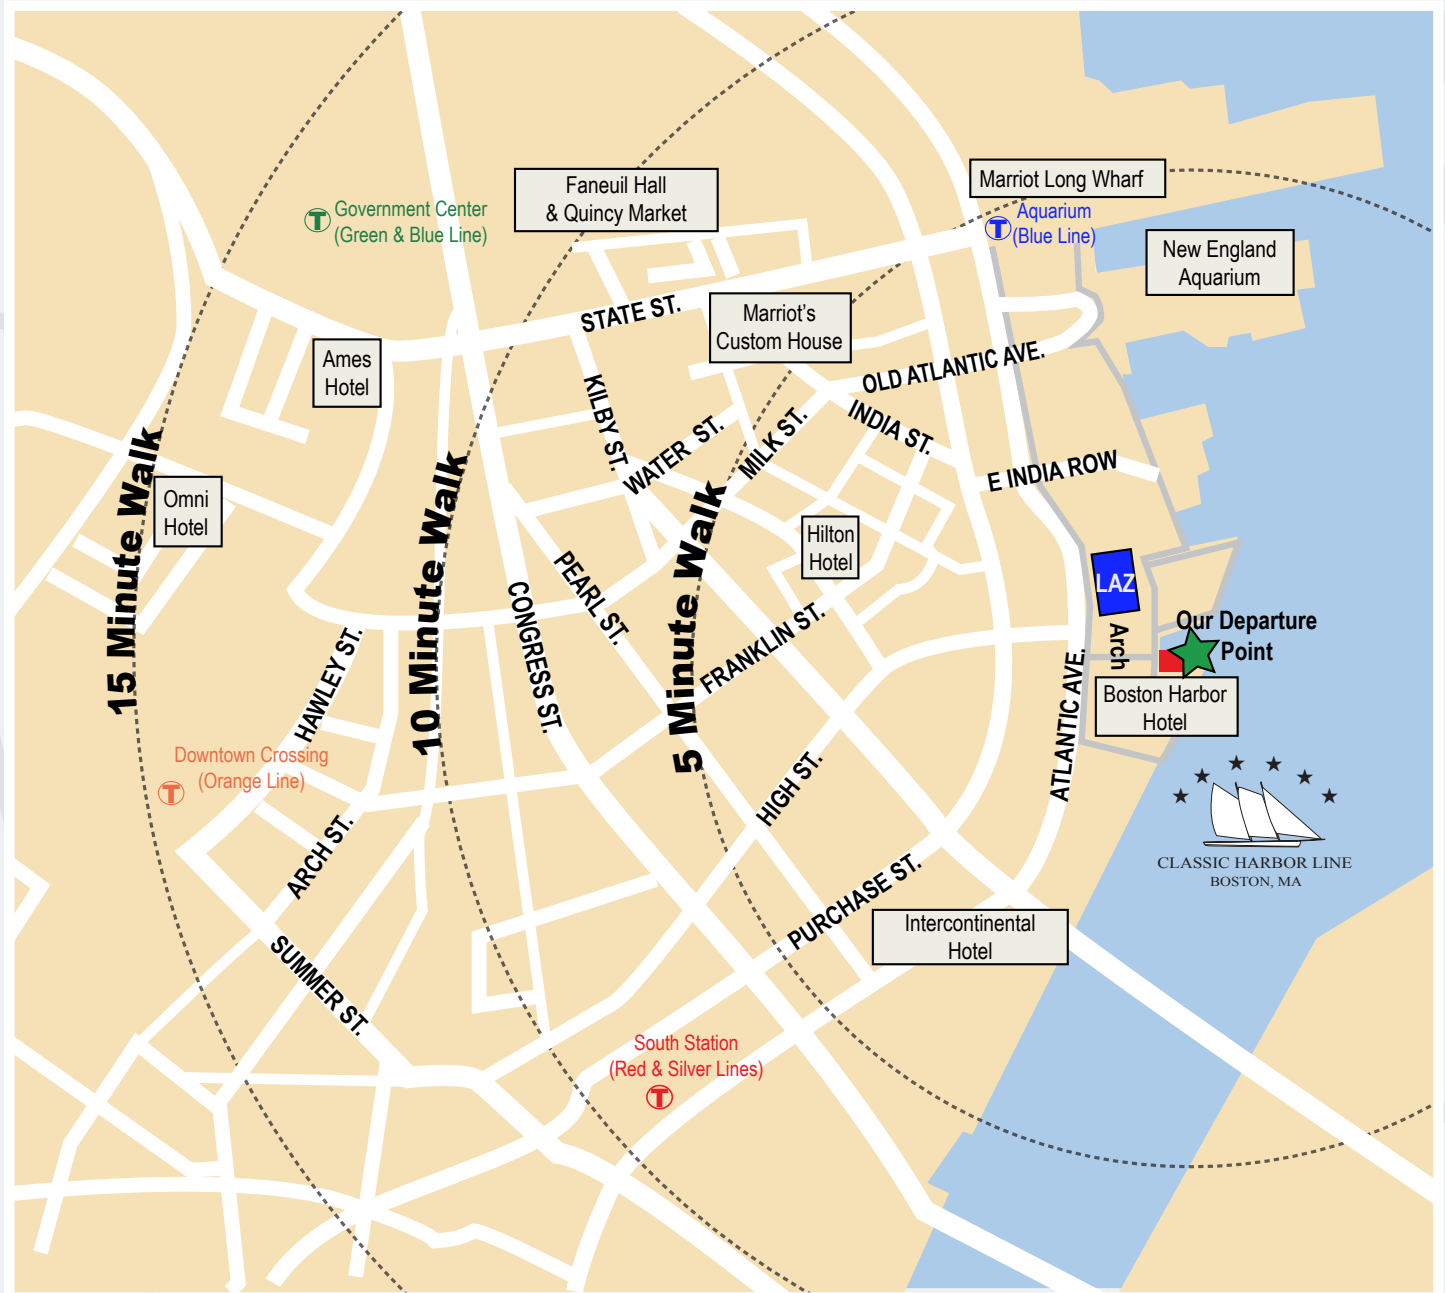 Marriot Long Wharf
Faneuil Hall
& Quincy Market
Government Center
(Green & Blue Line)
T
Aquarium
(Blue Line)
T
New England
Aquarium
STATE ST.
Marriot's
Custom House
Ames
Hotel
OLD ATLANTIC AVE.
KILBY ST.
WATER ST.
MILK ST.
INDIA ST.
E INDIA ROW
15 Minute Walk
10 Minute Walk
5 Minute Walk
Omni
Hotel
Hilton
Hotel
LAZ
Arch
Our Departure
Point
PEARL ST.
CONGRESS ST.
FRANKLIN ST.
HAWLEY ST.
ATLANTIC AVE.
Boston Harbor
Hotel
Downtown Crossing
(Orange Line)
T
HIGH ST.
ARCH ST.
CLASSIC HARBOR LINE
BOSTON, MA
PURCHASE ST.
Intercontinental
Hotel
SUMMER ST.
South Station
(Red & Silver Lines)
T